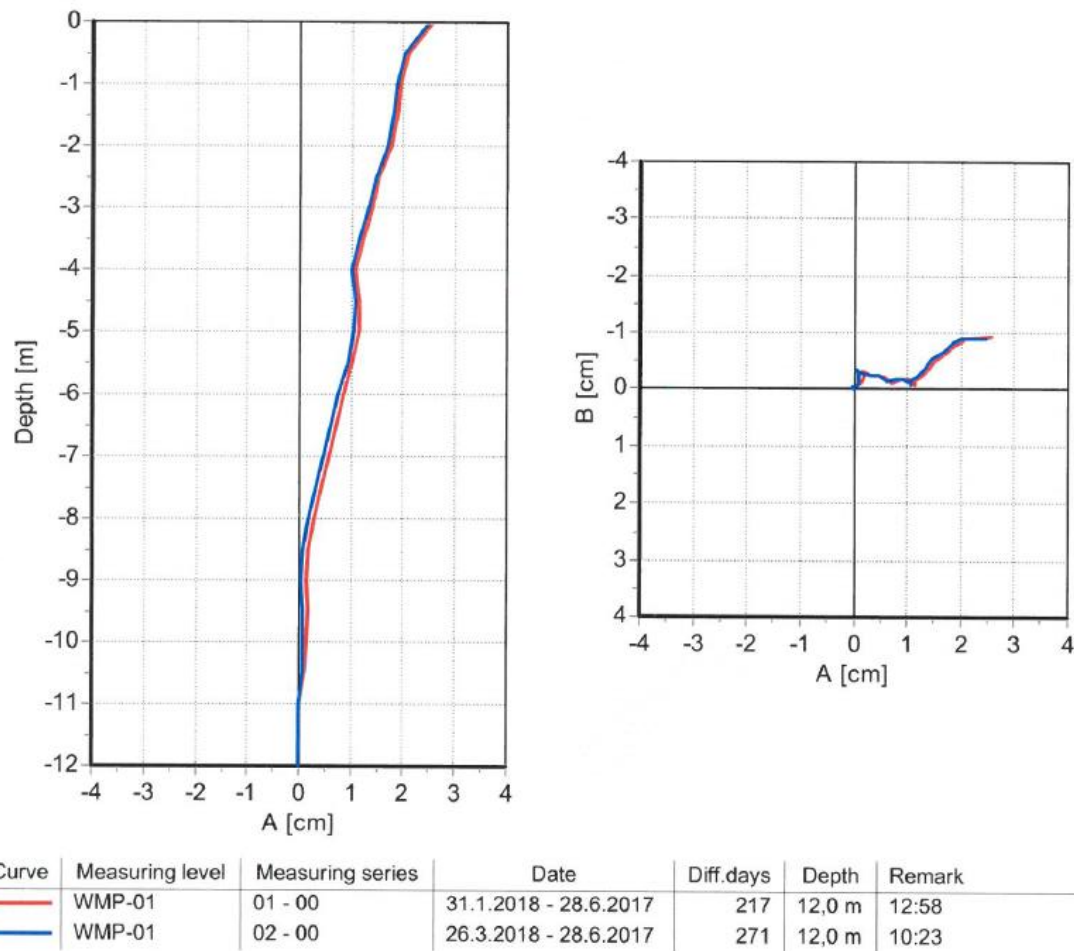 0
-1
-2
-3
-4
-5
-6
-7
-8
-9
-10
-11
-12
Depth [m]
-4 -3 -2 -1 0 1 2 3 4
A [cm]
-4
-3
-2
-1
0
1
2
3
4
B [cm]
-4 -3 -2 -1 0 1 2 3 4
A [cm]
Curve Measuring level Measuring series Date Diff.days Depth Remark
WMP-01 01 - 00 31.1.2018 - 28.6.2017 217 12,0 m 12:58
WMP-01 02 - 00 26.3.2018 - 28.6.2017 271 12,0 m 10:23